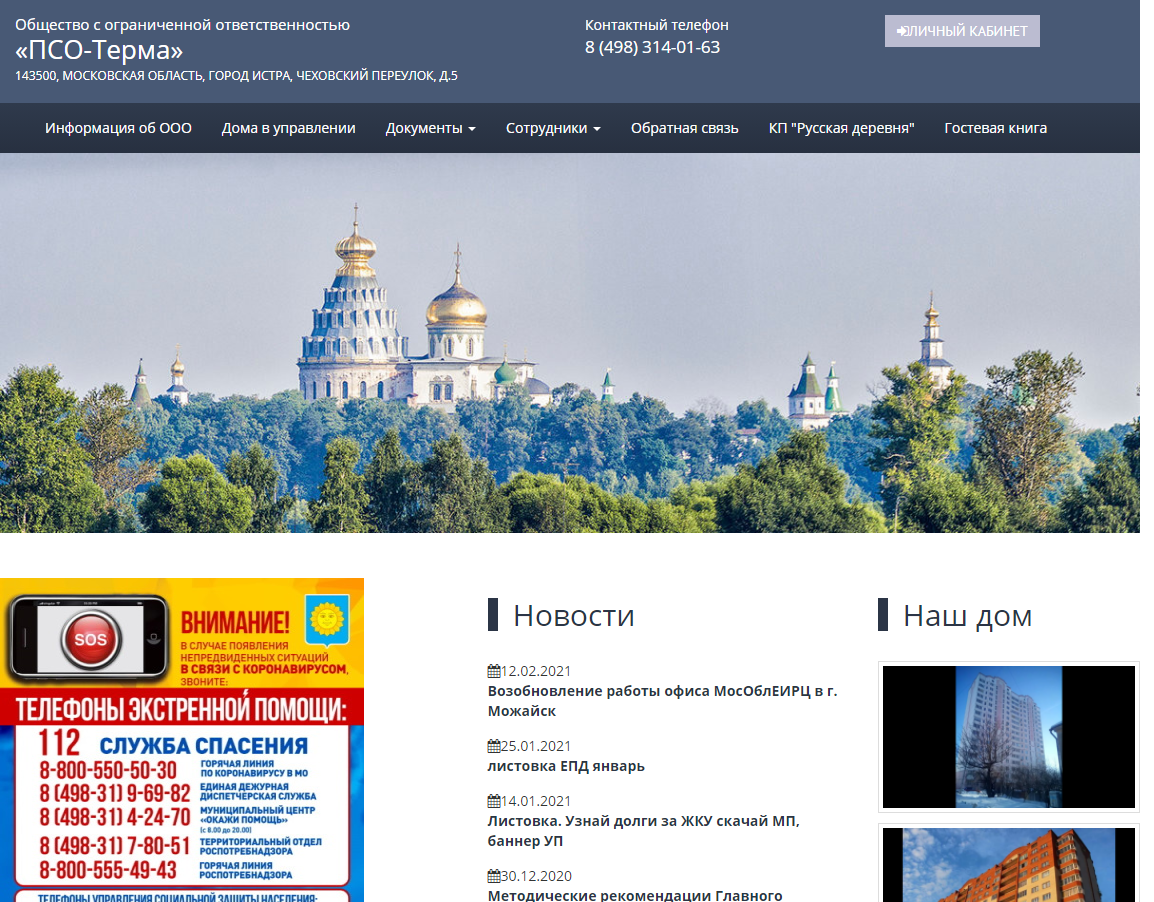 Общество с ограниченной ответственностью
«ПСО-Терма»
143500, МОСКОВСКАЯ ОБЛАСТЬ, ГОРОД ИСТРА, ЧЕХОВСКИЙ ПЕРЕУЛОК, Д.5
Контактный телефон
8 (498) 314-01-63
ЛИЧНЫЙ КАБИНЕТ
Информация об ООО Дома в управлении Документы Сотрудники Обратная связь КП "Русская деревня" Гостевая книга
SOS
ВНИМАНИЕ!
В СЛУЧАЕ ПОЯВЛЕНИЯ
НЕПРЕДВИДЕННЫХ СИТУАЦИЙ
В СВЯЗИ С КОРОНАВИРУСОМ,
ЗВОНИТЕ:
ТЕЛЕФОНЫ ЭКСТРЕННОЙ ПОМОЩИ:
112 СЛУЖБА СПАСЕНИЯ
8-800-550-50-30 ГОРЯЧАЯ ЛИНИЯ
ПО КОРОНАВИРУСУ В МО
8 (498-31) 9-69-82 ЕДИНАЯ ДЕЖУРНАЯ
ДИСПЕТЧЕРСКАЯ СЛУЖБА
8 (498-31) 4-24-70 МУНИЦИПАЛЬНЫЙ ЦЕНТР
«ОКАЖИ ПОМОЩЬ»
(с 8.00 до 20.00)
8 (498-31) 7-80-51 ТЕРРИТОРИАЛЬНЫЙ ОТДЕЛ
РОСПОТРЕБНАДЗОРА
8-800-555-49-43 ГОРЯЧАЯ ЛИНИЯ
РОСПОТРЕБНАДЗОРА
ТЕЛЕФОНЫ УПРАВЛЕНИЯ СОЦИАЛЬНОЙ ЗАЩИТЫ НАСЕЛЕНИЯ:
Новости
12.02.2021
Возобновление работы офиса МосОблЕИРЦ в г.
Можайск
25.01.2021
листовка ЕПД январь
14.01.2021
Листовка. Узнай долги за ЖКУ скачай МП,
баннер УП
30.12.2020
Методические рекомендации Главного
Наш дом